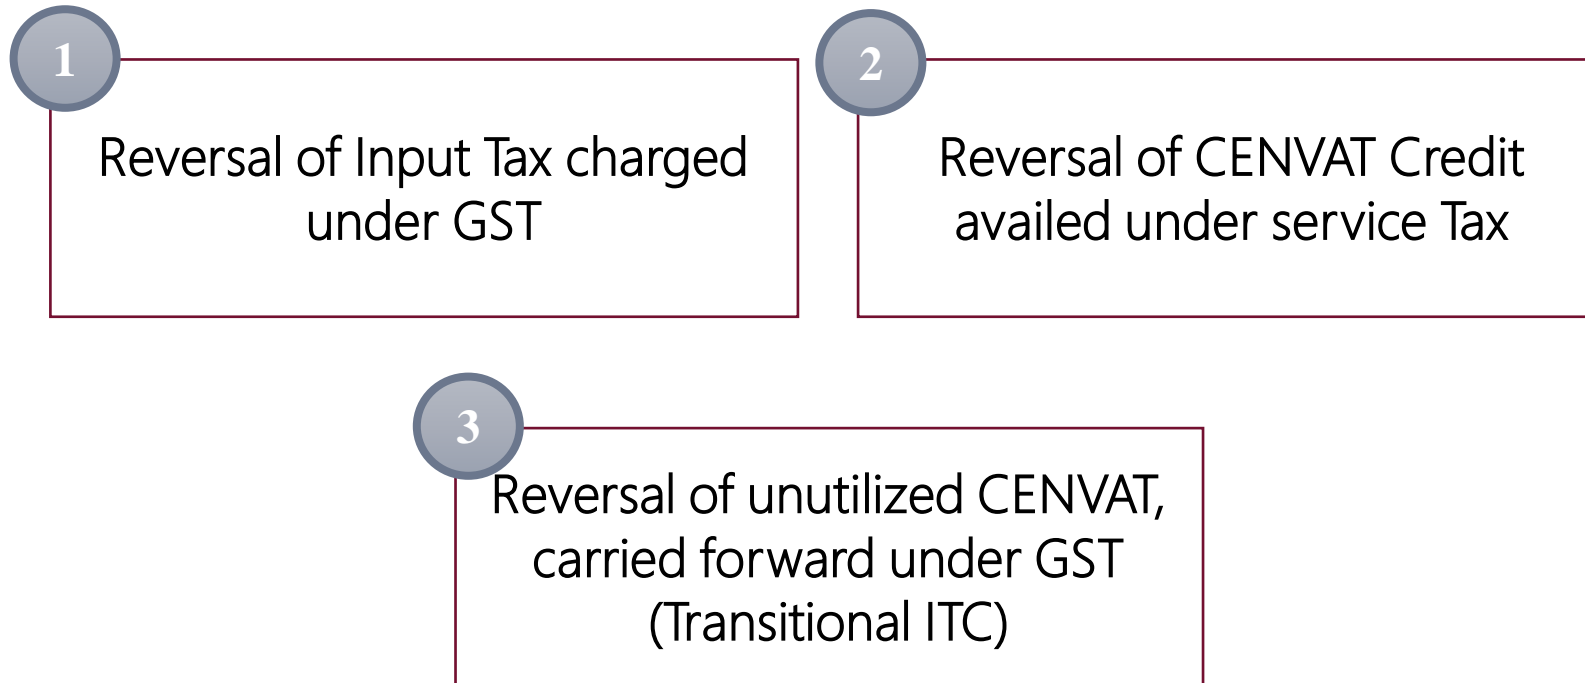 1
Reversal of Input Tax charged
under GST
2
Reversal of CENVAT Credit
availed under service Tax
3
Reversal of unutilized CENVAT,
carried forward under GST
(Transitional ITC)